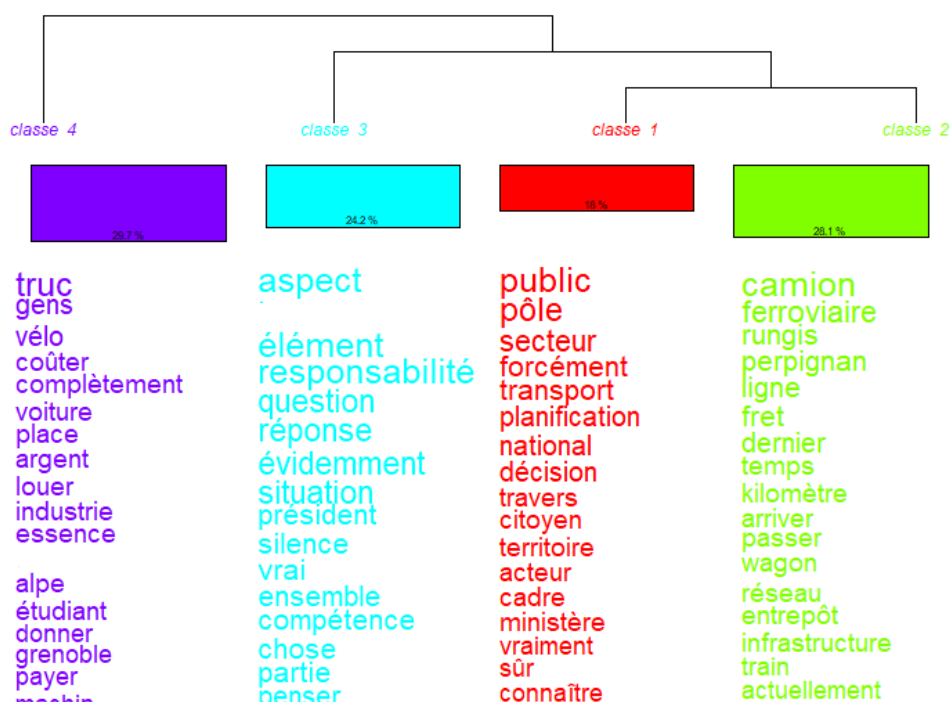 classe 4
classe 3
classe 1
classe 2
29.7 %
24.2 %
18 %
28.1 %
truc
gens
vélo
coûter
complètement
voiture
place
argent
louer
industrie
essence
alpe
étudiant
donner
grenoble
payer
machin
aspect
élément
responsabilité
question
réponse
évidemment
situation
président
silence
vrai
ensemble
compétence
chose
partie
penser
public
pôle
secteur
forcément
transport
planification
national
décision
travers
citoyen
territoire
acteur
cadre
ministère
vraiment
sûr
connaître
camion
ferroviaire
rungis
perpignan
ligne
fret
dernier
temps
kilomètre
arriver
passer
wagon
réseau
entrepôt
infrastructure
train
actuellement